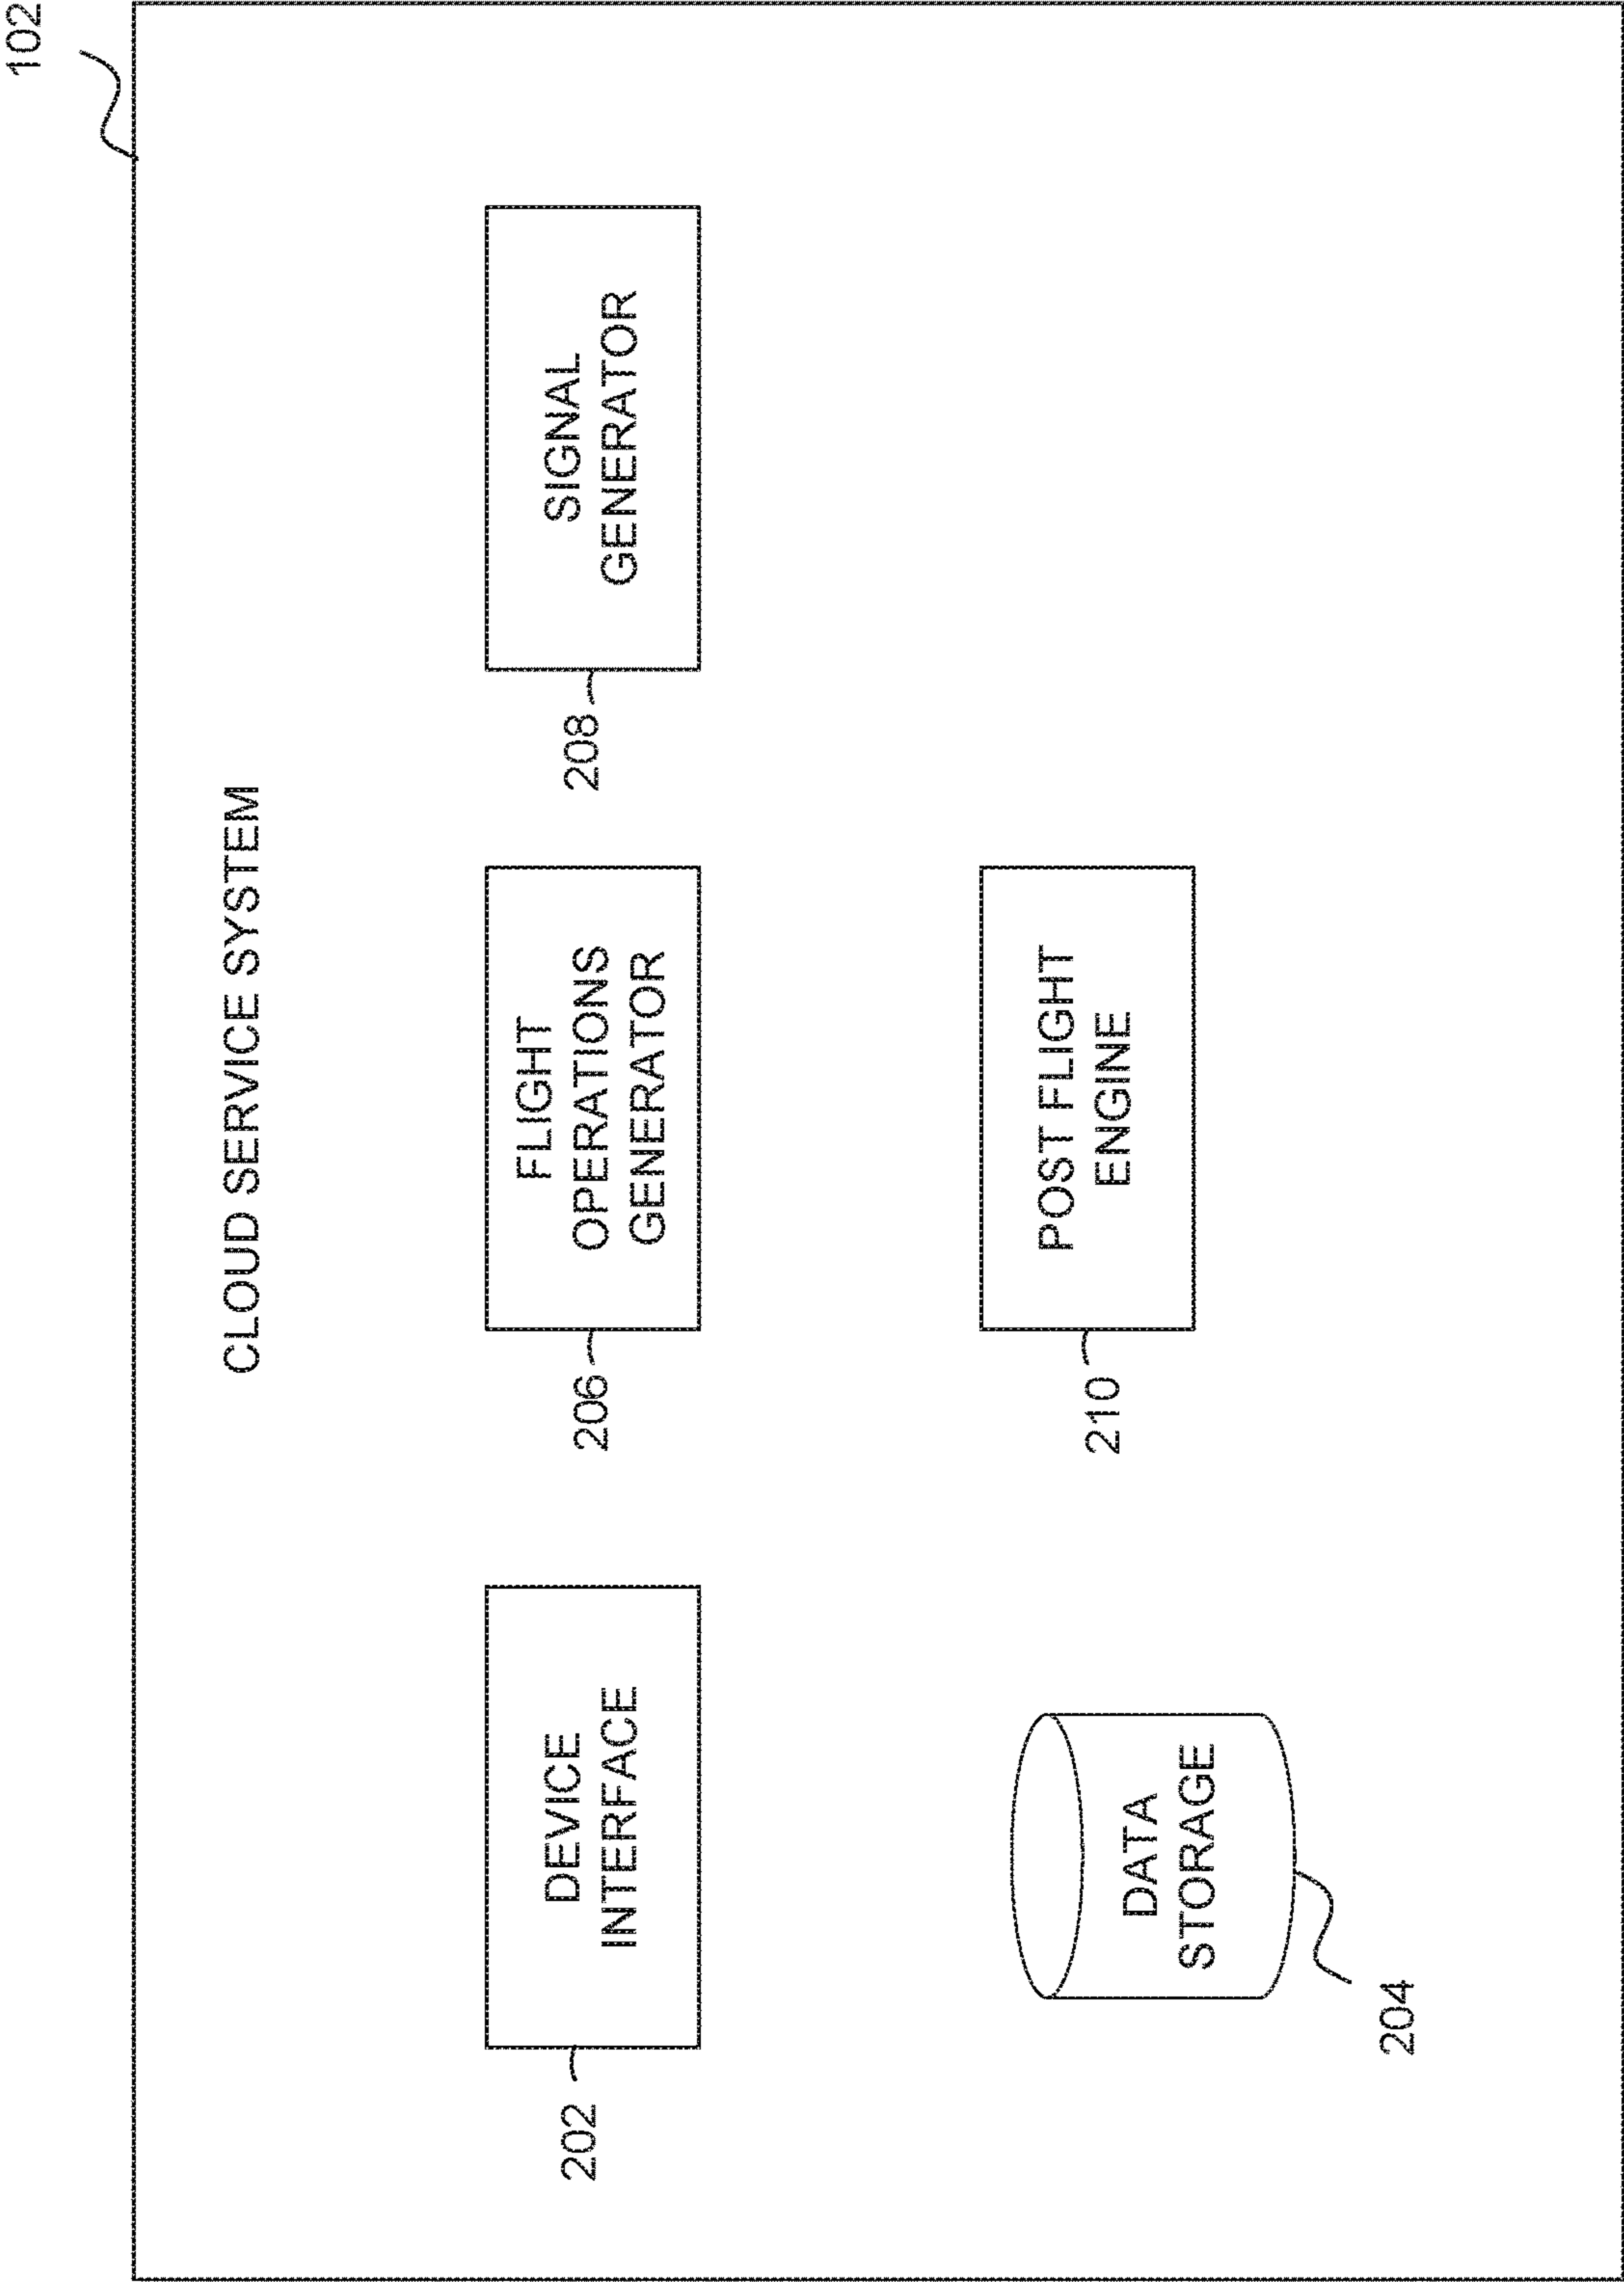 102
CLOUD SERVICE SYSTEM
202
DEVICE
INTERFACE
206
FLIGHT
OPERATIONS
GENERATOR
208
SIGNAL
GENERATOR
DATA
STORAGE
204
210
POST FLIGHT
ENGINE